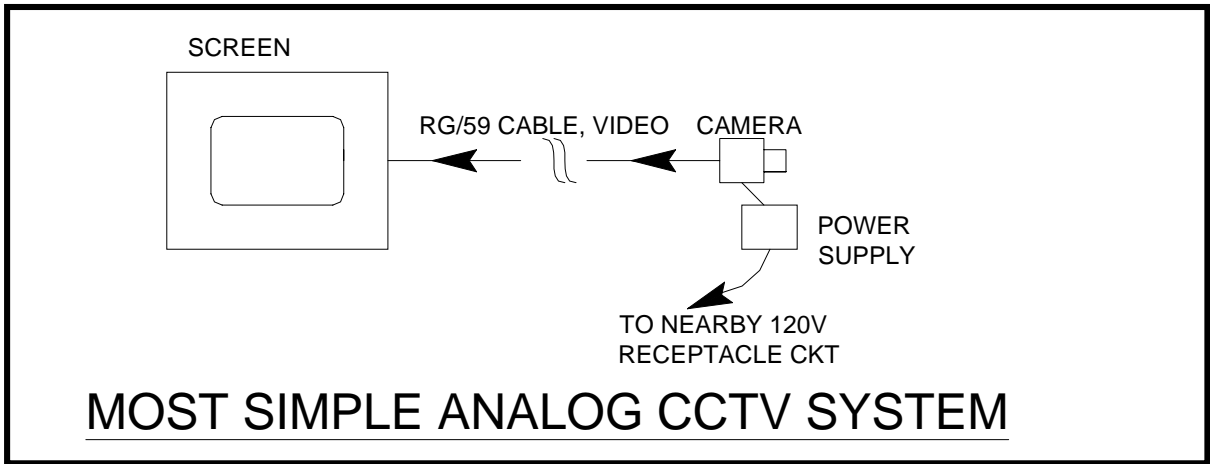 SCREEN
RG/59 CABLE, VIDEO
CAMERA
POWER
SUPPLY
TO NEARBY 120V
RECEPTACLE CKT
MOST SIMPLE ANALOG CCTV SYSTEM